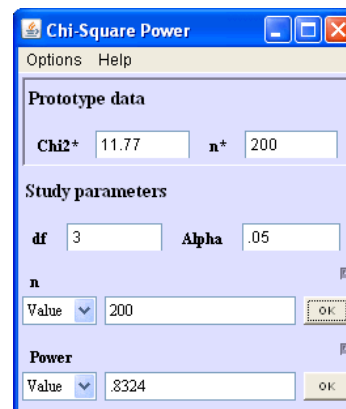 Chi-Square Power
Options Help
Prototype data
Chi2* 11.77 n* 200
Study parameters
df 3 Alpha .05
n
Value 200 OK
Power
Value .8324 OK